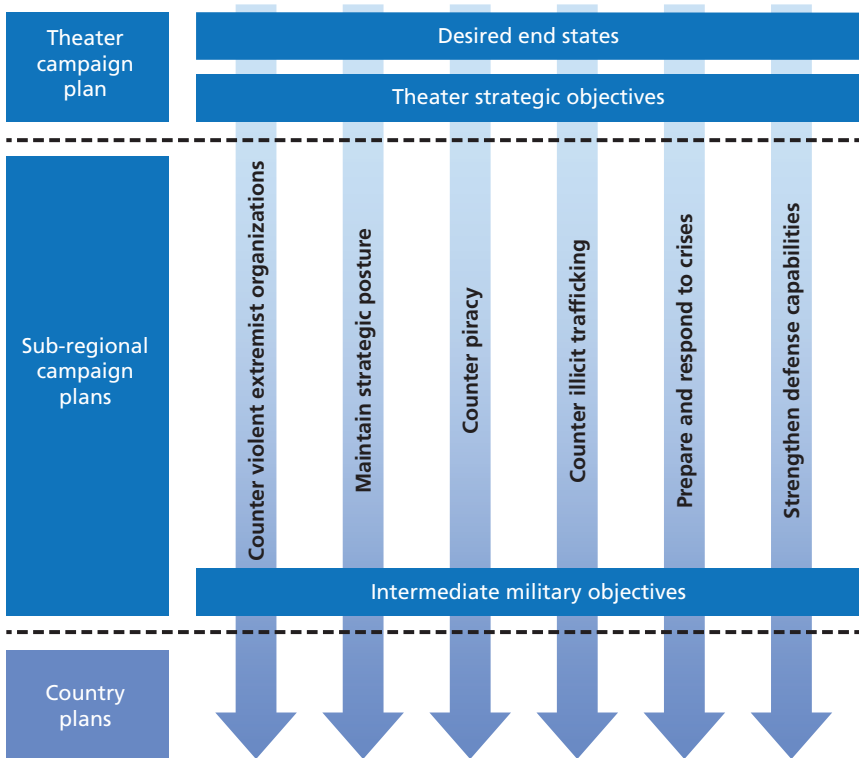 Theater
campaign
plan
Desired end states
Theater strategic objectives
Sub-regional
campaign
plans
Counter violent extremist organizations
Maintain strategic posture
Counter piracy
Counter illicit trafficking
Prepare and respond to crises
Strengthen defense capabilities
Intermediate military objectives
Country
plans